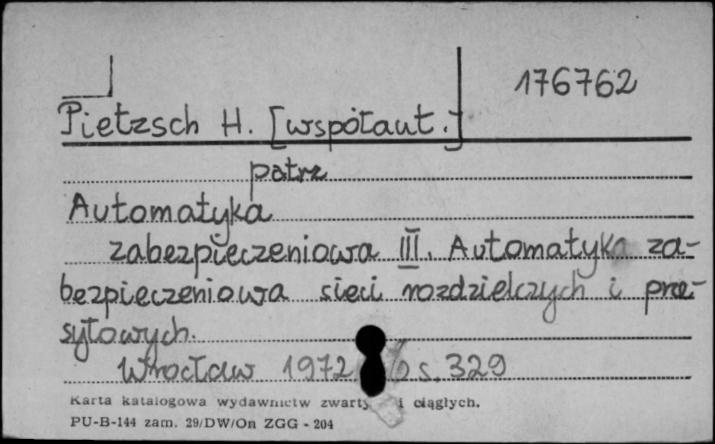 176762
Pietzsch H. [współaut.]
patrz
Automatyka
zabezpieczeniowa III. Automatyka za-
bezpieczeniowa sieci rozdzielczych i prze-
syłowych.
Wrocław 1972 s. 329
Karta katalogowa wydawnictw zwarty i ciągłych.
PU-B-144 zam. 29/DW/On ZGG - 204